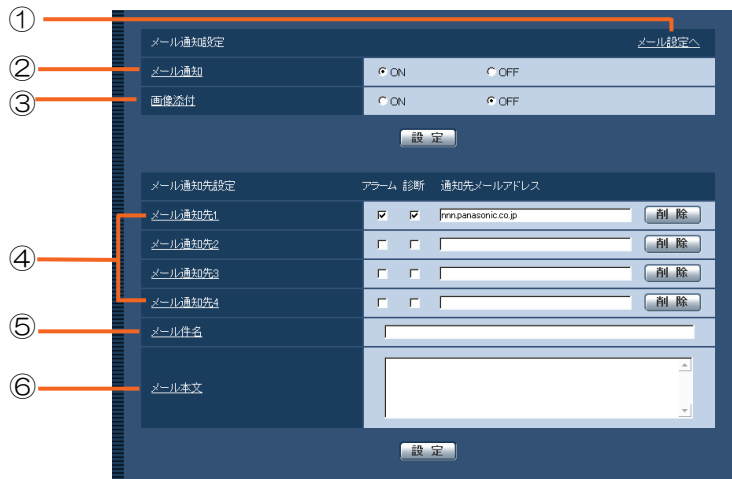 ①
メール通知設定 メール設定へ
② メール通知 ON OFF
③ 画像添付 ON OFF
設 定
メール通知先設定 アラーム 診断 通知先メールアドレス
メール通知先1 nnn.panasonic.co.jp 削 除
メール通知先2 削 除
④ メール通知先3 削 除
メール通知先4 削 除
⑤ メール件名
⑥ メール本文
設 定